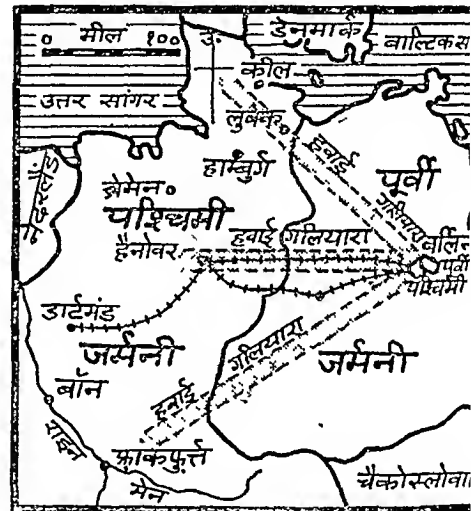 ० मील १००
उ.
डेनमार्क
बाल्टिक स
कील
उत्तर सागर
लुबेक
हवाई गलियारा
हाम्बुर्ग
पूर्वी
ब्रेमेन
पश्चिमी
हैनोवर
हवाई गलियारा
बर्लिन
पूर्वी
पश्चिमी
डार्टमंड
जर्मनी
हवाई गलियारा
जर्मनी
बॉन
राइन
फ्राकफुर्त्त
मेन
चैकोस्लोवा